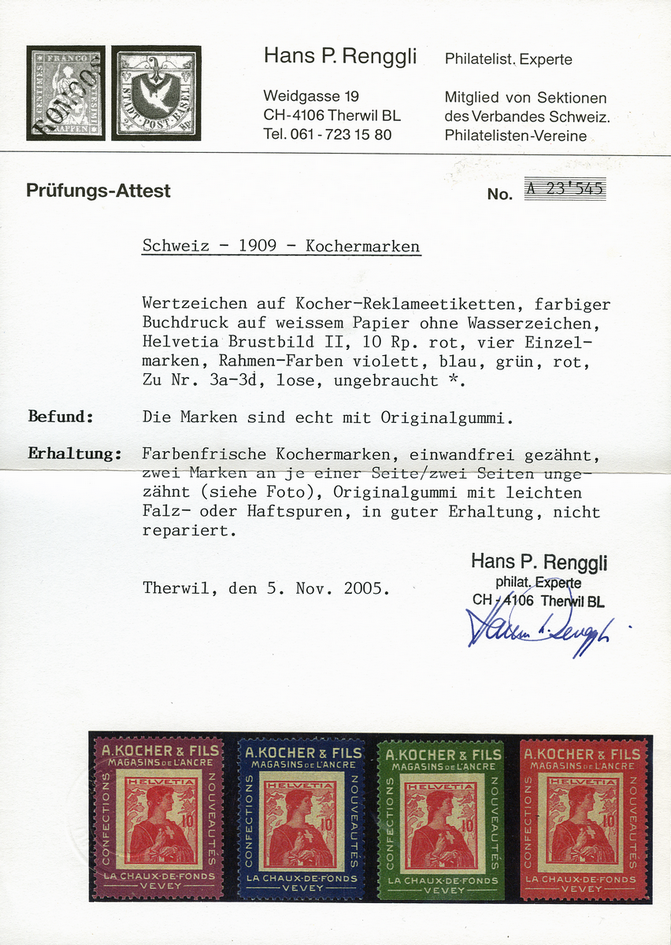 FRANCO
RAPPEN
STADT-POST-BASEL
Hans P. Renggli
Philatelist, Experte
Weidgasse 19
CH-4106 Therwil BL
Tel. 061-723 15 80
Mitglied von Sektionen
des Verbandes Schweiz.
Philatelisten-Vereine
Prüfungs-Attest
No. A 23'545
Schweiz - 1909 - Kochermarken
Wertzeichen auf Kocher-Reklameetiketten, farbiger
Buchdruck auf weissem Papier ohne Wasserzeichen,
Helvetia Brustbild II, 10 Rp. rot, vier Einzel-
marken, Rahmen-Farben violett, blau, grün, rot,
Zu Nr. 3a-3d, lose, ungebraucht *.
Befund: Die Marken sind echt mit Originalgummi.
Erhaltung: Farbenfrische Kochermarken, einwandfrei gezähnt,
zwei Marken an je einer Seite/zwei Seiten unge-
zähnt (siehe Foto), Originalgummi mit leichten
Falz- oder Haftspuren, in guter Erhaltung, nicht
repariert.
Therwil, den 5. Nov. 2005.
Hans P. Renggli
philat. Experte
CH-4106 Therwil BL
A.KOCHER & FILS
MAGASINS DE L'ANCRE
CONFECTIONS
HELVETIA
10
NOUVEAUTÉS
LA CHAUX-DE-FONDS
VEVEY
A.KOCHER & FILS
MAGASINS DE L'ANCRE
CONFECTIONS
HELVETIA
10
NOUVEAUTÉS
LA CHAUX-DE-FONDS
VEVEY
A.KOCHER & FILS
MAGASINS DE L'ANCRE
CONFECTIONS
HELVETIA
10
NOUVEAUTÉS
LA CHAUX-DE-FONDS
VEVEY
A.KOCHER & FILS
MAGASINS DE L'ANCRE
CONFECTIONS
HELVETIA
10
NOUVEAUTÉS
LA CHAUX-DE-FONDS
VEVEY